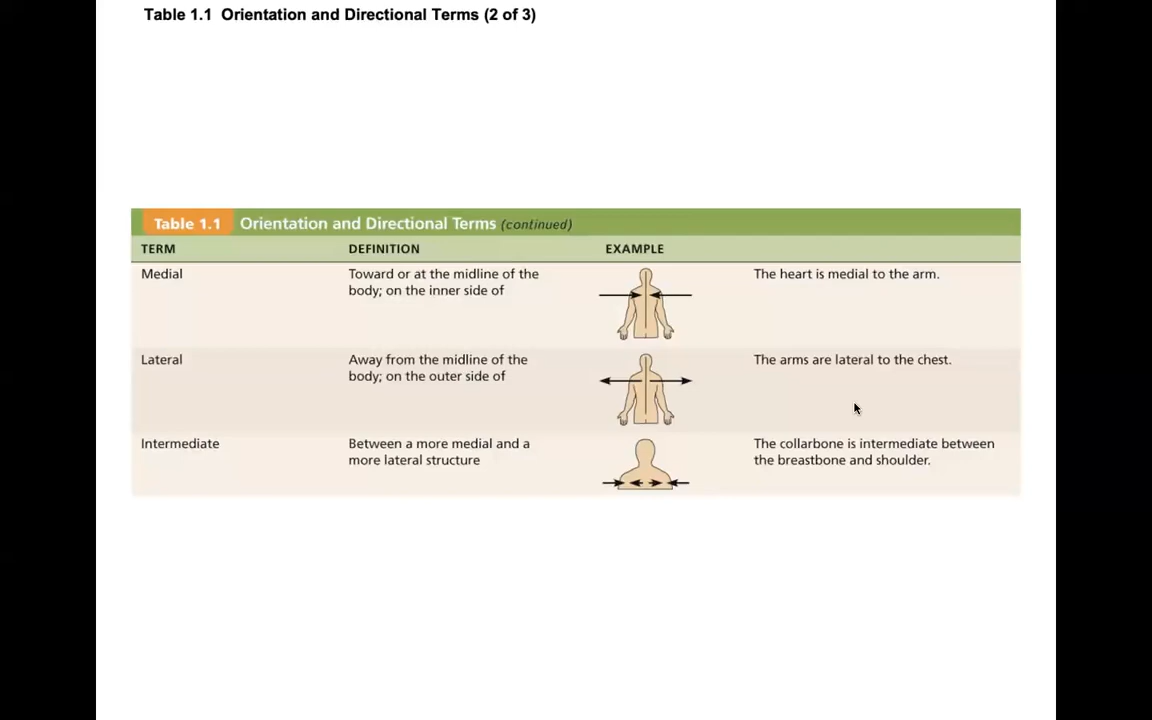 Table 1.1 Orientation and Directional Terms (2 of 3)
Table 1.1 Orientation and Directional Terms (continued)
TERM DEFINITION EXAMPLE
Medial Toward or at the midline of the The heart is medial to the arm.
body; on the inner side of
Lateral Away from the midline of the The arms are lateral to the chest.
body; on the outer side of
Intermediate Between a more medial and a The collarbone is intermediate between
more lateral structure the breastbone and shoulder.